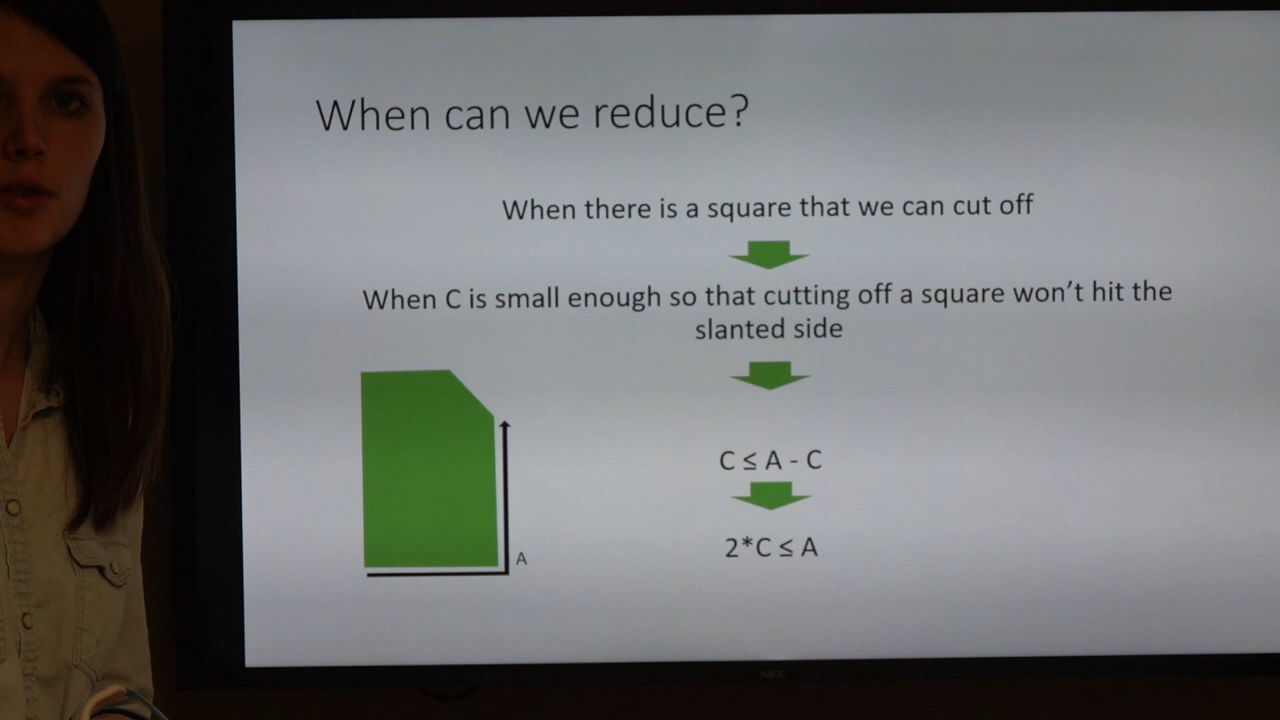 When can we reduce?
When there is a square that we can cut off
When C is small enough so that cutting off a square won’t hit the
slanted side
C ≤ A - C
A
2*C ≤ A
NEC